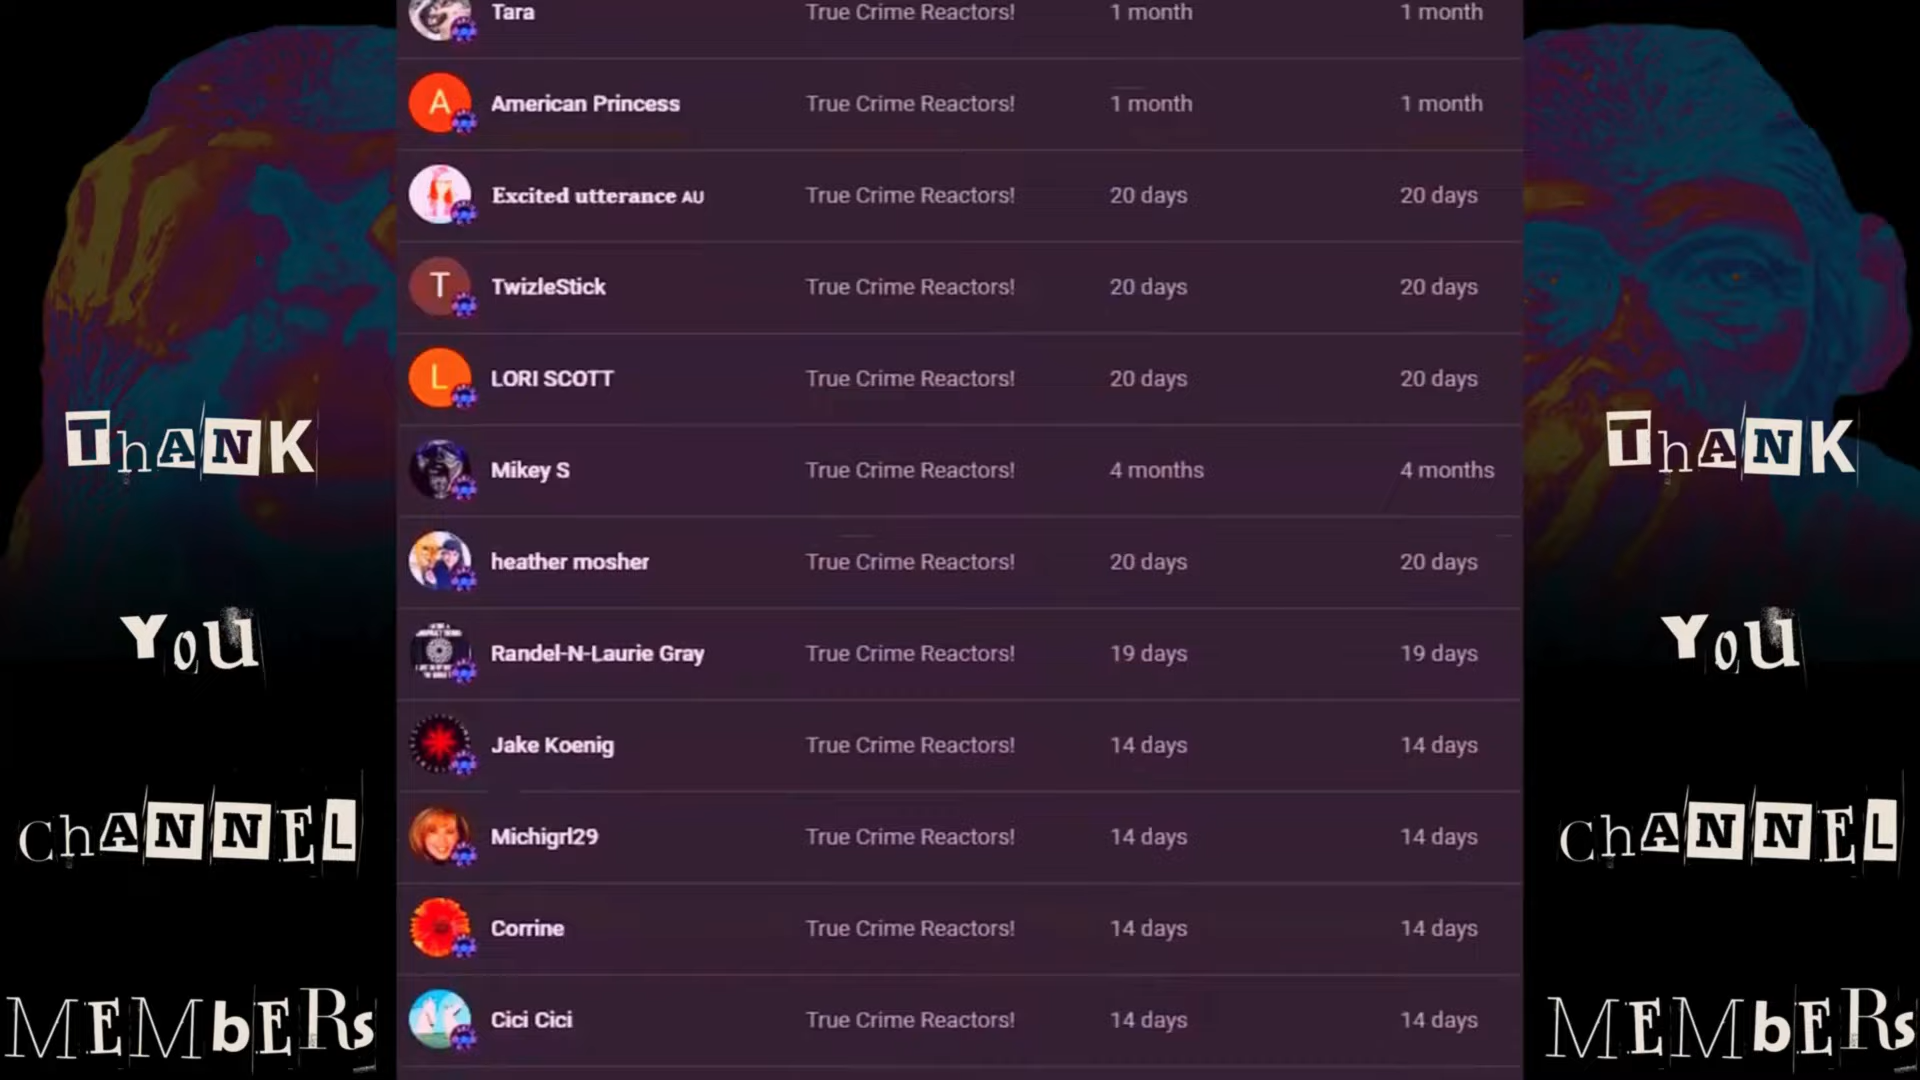 Tara True Crime Reactors! 1 month 1 month
A American Princess True Crime Reactors! 1 month 1 month
Excited utterance AU True Crime Reactors! 20 days 20 days
T TwizleStick True Crime Reactors! 20 days 20 days
L LORI SCOTT True Crime Reactors! 20 days 20 days
Mikey S True Crime Reactors! 4 months 4 months
heather mosher True Crime Reactors! 20 days 20 days
Randel-N-Laurie Gray True Crime Reactors! 19 days 19 days
Jake Koenig True Crime Reactors! 14 days 14 days
Michigrl29 True Crime Reactors! 14 days 14 days
Corrine True Crime Reactors! 14 days 14 days
Cici Cici True Crime Reactors! 14 days 14 days
ThANK
You
ChANNEL
MEMbERs
ThANK
You
ChANNEL
MEMbERs